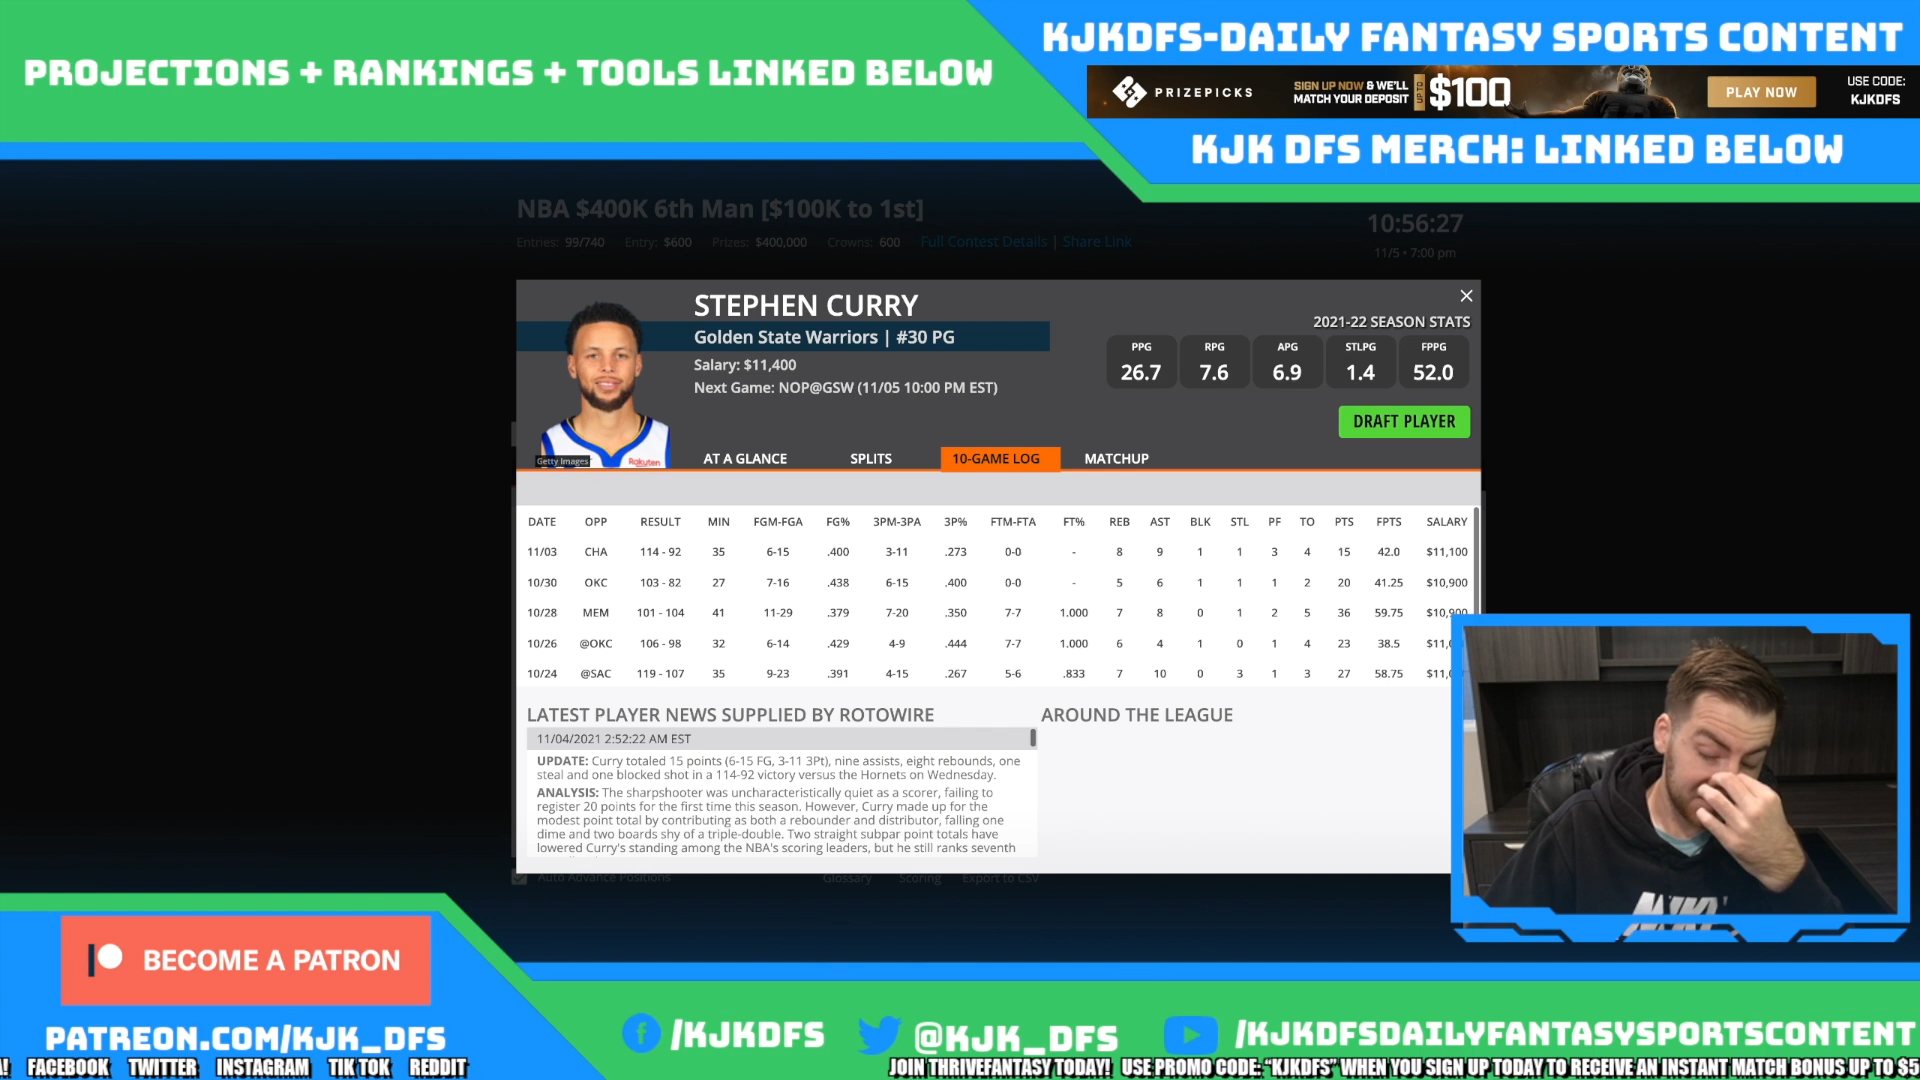 PROJECTIONS + RANKINGS + TOOLS LINKED BELOW
KJKDFS-DAILY FANTASY SPORTS CONTENT
PRIZEPICKS
SIGN UP NOW & WE'LL
MATCH YOUR DEPOSIT
UP TO
$100
PLAY NOW
USE CODE:
KJKDFS
KJK DFS MERCH: LINKED BELOW
NBA $400K 6th Man [$100K to 1st]
10:56:27
Entries: 99/740 Entry: $600 Prizes: $400,000 Crowns: 600 Full Contest Details | Share Link
11/5 • 7:00 pm
STEPHEN CURRY
Golden State Warriors | #30 PG
Salary: $11,400
Next Game: NOP@GSW (11/05 10:00 PM EST)
2021-22 SEASON STATS
PPG RPG APG STLPG FPPG
26.7 7.6 6.9 1.4 52.0
DRAFT PLAYER
Getty Images
Rakuten
AT A GLANCE SPLITS 10-GAME LOG MATCHUP
DATE OPP RESULT MIN FGM-FGA FG% 3PM-3PA 3P% FTM-FTA FT% REB AST BLK STL PF TO PTS FPTS SALARY
11/03 CHA 114 - 92 35 6-15 .400 3-11 .273 0-0 - 8 9 1 1 3 4 15 42.0 $11,100
10/30 OKC 103 - 82 27 7-16 .438 6-15 .400 0-0 - 5 6 1 1 1 2 20 41.25 $10,900
10/28 MEM 101 - 104 41 11-29 .379 7-20 .350 7-7 1.000 7 8 0 1 2 5 36 59.75 $10,900
10/26 @OKC 106 - 98 32 6-14 .429 4-9 .444 7-7 1.000 6 4 1 0 1 4 23 38.5 $11,
10/24 @SAC 119 - 107 35 9-23 .391 4-15 .267 5-6 .833 7 10 0 3 1 3 27 58.75 $11,
LATEST PLAYER NEWS SUPPLIED BY ROTOWIRE
AROUND THE LEAGUE
11/04/2021 2:52:22 AM EST
UPDATE: Curry totaled 15 points (6-15 FG, 3-11 3Pt), nine assists, eight rebounds, one
steal and one blocked shot in a 114-92 victory versus the Hornets on Wednesday.
ANALYSIS: The sharpshooter was uncharacteristically quiet as a scorer, failing to
register 20 points for the first time this season. However, Curry made up for the
modest point total by contributing as both a rebounder and distributor, falling one
dime and two boards shy of a triple-double. Two straight subpar point totals have
lowered Curry's standing among the NBA's scoring leaders, but he still ranks seventh
Auto Advance Positions Glossary Scoring Export to CSV
BECOME A PATRON
PATREON.COM/KJK_DFS
/KJKDFS
@KJK_DFS
/KJKDFSDAILYFANTASYSPORTSCONTENT
FACEBOOK TWITTER INSTAGRAM TIK TOK REDDIT
JOIN THRIVEFANTASY TODAY! USE PROMO CODE: "KJKDFS" WHEN YOU SIGN UP TODAY TO RECEIVE AN INSTANT MATCH BONUS UP TO $5